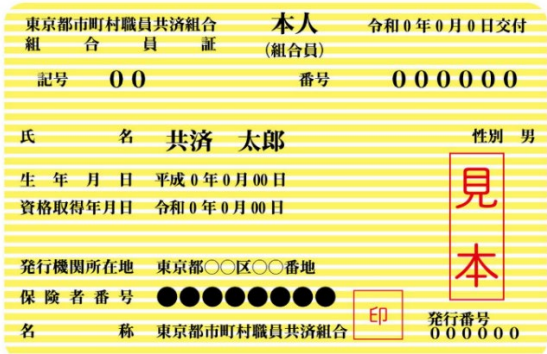 東京都市町村職員共済組合 本人 令和0年0月0日交付
組合員証 (組合員)
記号 00 番号 000000
氏名 共済 太郎 性別 男
生年月日 平成0年0月00日
資格取得年月日 令和0年0月00日
見本
発行機関所在地 東京都〇〇区〇〇番地
保険者番号 ●●●●●●●●
印
発行番号
名称 東京都市町村職員共済組合 000000